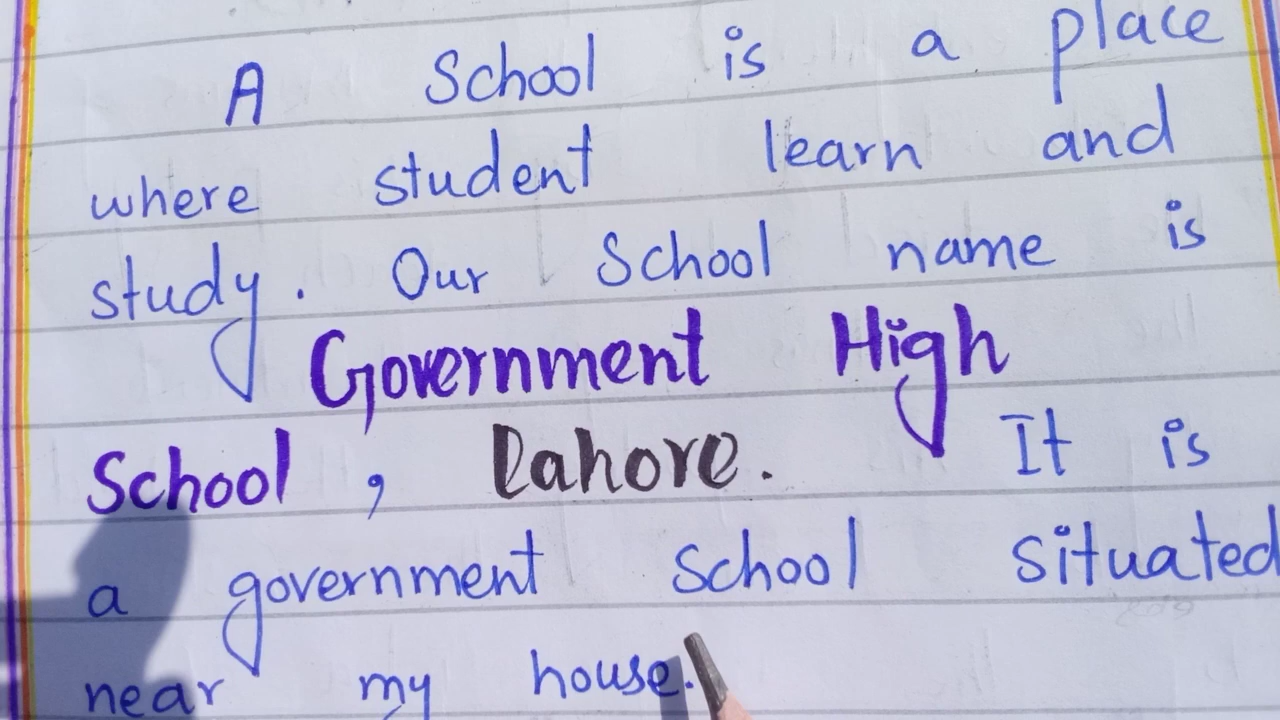 A School is a place
where student learn and
study. Our School name is
Government High
School, Lahore. It is
a government School situated
near my house.